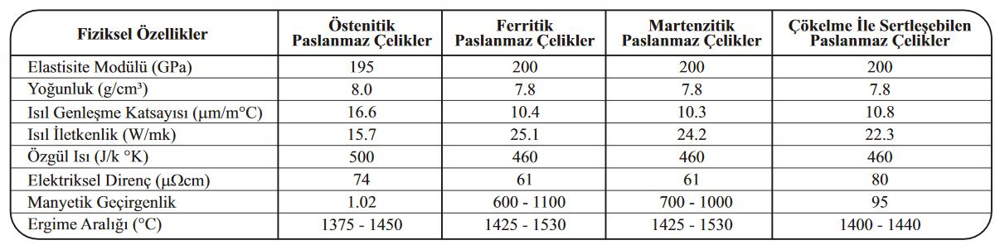 Fiziksel Özellikler Östenitik Paslanmaz Çelikler Ferritik Paslanmaz Çelikler Martenzitik Paslanmaz Çelikler Çökelme İle Sertleşebilen Paslanmaz Çelikler
Elastisite Modülü (GPa) 195 200 200 200
Yoğunluk (g/cm³) 8.0 7.8 7.8 7.8
Isıl Genleşme Katsayısı (µm/m°C) 16.6 10.4 10.3 10.8
Isıl İletkenlik (W/mk) 15.7 25.1 24.2 22.3
Özgül Isı (J/k °K) 500 460 460 460
Elektriksel Direnç (µΩcm) 74 61 61 80
Manyetik Geçirgenlik 1.02 600 - 1100 700 - 1000 95
Ergime Aralığı (°C) 1375 - 1450 1425 - 1530 1425 - 1530 1400 - 1440